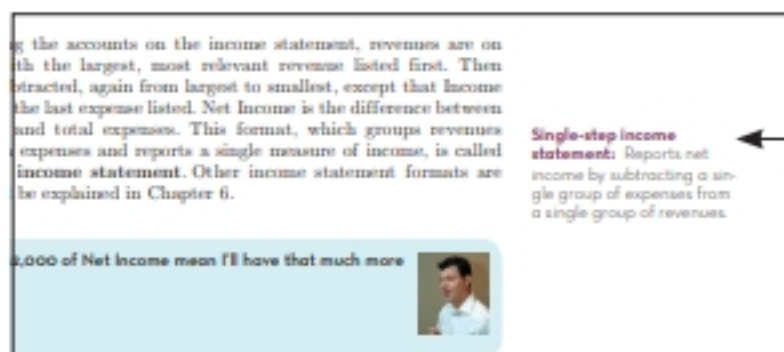 g the accounts on the income statement, revenues are on
ith the largest, most relevant revenue listed first. Then
btracted, again from largest to smallest, except that Income
the last expense listed. Net Income is the difference between
and total expenses. This format, which groups revenues
expenses and reports a single measure of income, is called
income statement. Other income statement formats are
be explained in Chapter 6.
Single-step income
statement: Reports net
income by subtracting a sin-
gle group of expenses from
a single group of revenues.
,000 of Net Income mean I'll have that much more